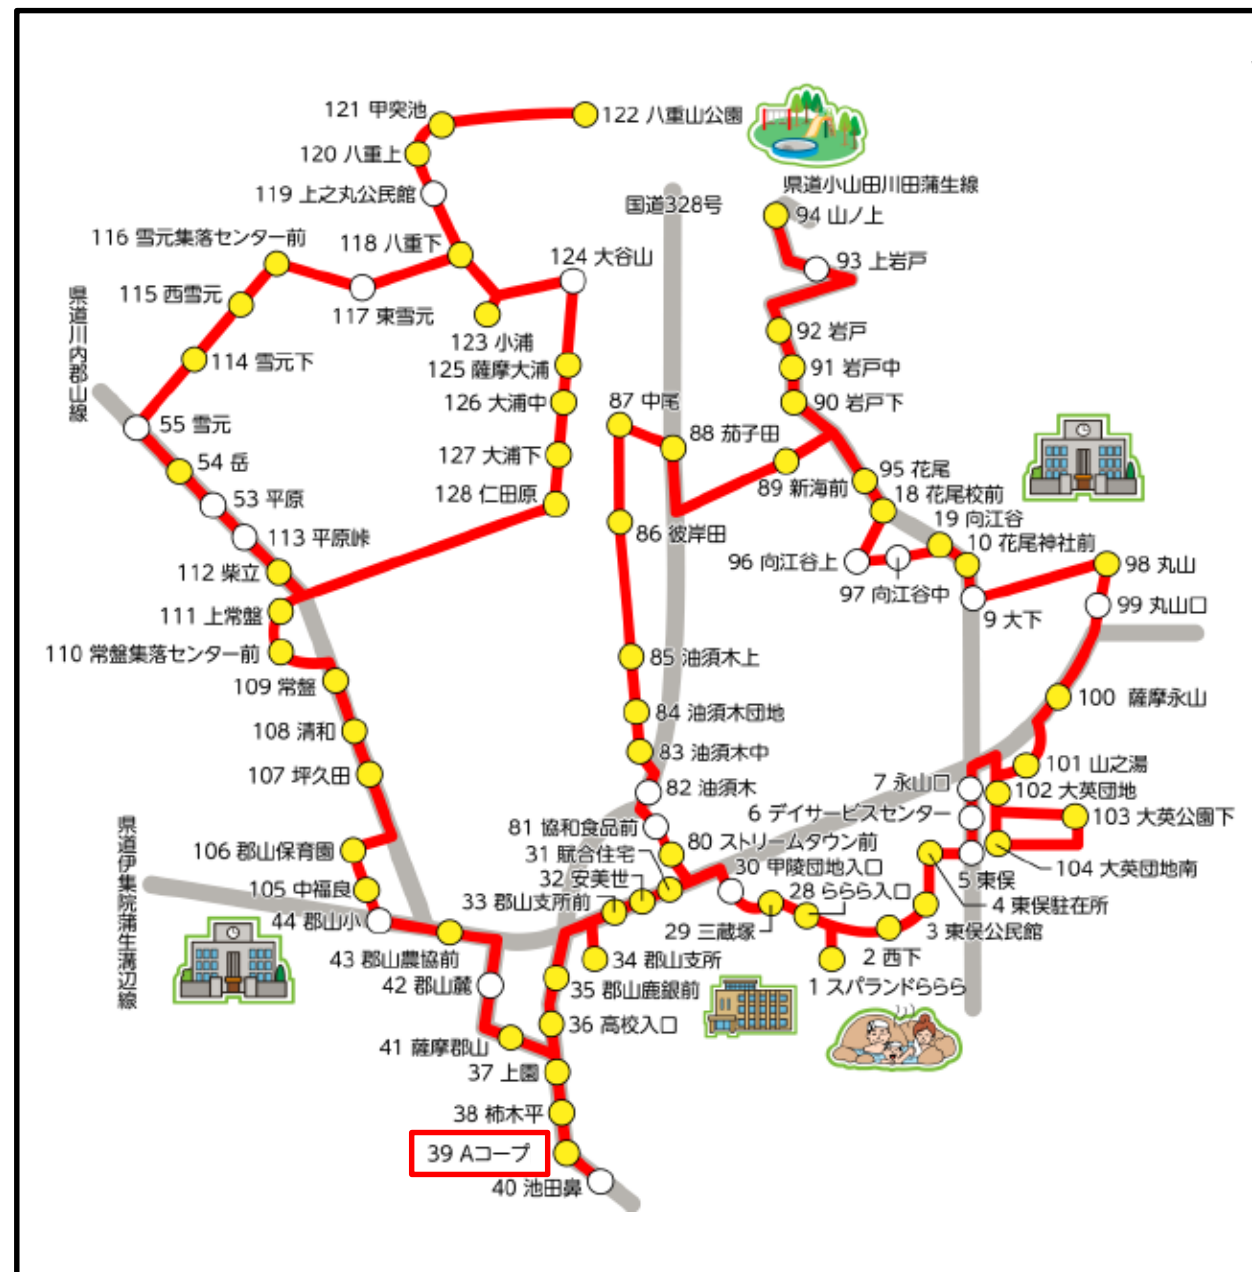 121 甲突池
122 八重山公園
120 八重上
119 上之丸公民館
県道小山田川田蒲生線
国道328号
94 山ノ上
116 雪元集落センター前
118 八重下
124 大谷山
93 上岩戸
115 西雪元
117 東雪元
県道川内郡山線
123 小浦
92 岩戸
114 雪元下
125 薩摩大浦
91 岩戸中
126 大浦中
87 中尾
90 岩戸下
55 雪元
88 茄子田
54 岳
127 大浦下
89 新海前
95 花尾
53 平原
128 仁田原
18 花尾校前
19 向江谷
113 平原峠
86 彼岸田
10 花尾神社前
96 向江谷上
98 丸山
112 柴立
97 向江谷中
99 丸山口
111 上常盤
9 大下
110 常盤集落センター前
85 油須木上
109 常盤
100 薩摩永山
84 油須木団地
108 清和
83 油須木中
101 山之湯
107 坪久田
82 油須木
7 永山口
102 大英団地
6 デイサービスセンター
103 大英公園下
県道伊集院蒲生溝辺線
81 協和食品前
80 ストリームタウン前
106 郡山保育園
31 賦合住宅
30 甲陵団地入口
104 大英団地南
105 中福良
32 安美世
28 ららら入口
5 東俣
33 郡山支所前
4 東俣駐在所
44 郡山小
29 三蔵塚
3 東俣公民館
43 郡山農協前
34 郡山支所
2 西下
42 郡山麓
35 郡山鹿銀前
1 スパランドららら
36 高校入口
41 薩摩郡山
37 上園
38 柿木平
39 Aコープ
40 池田鼻